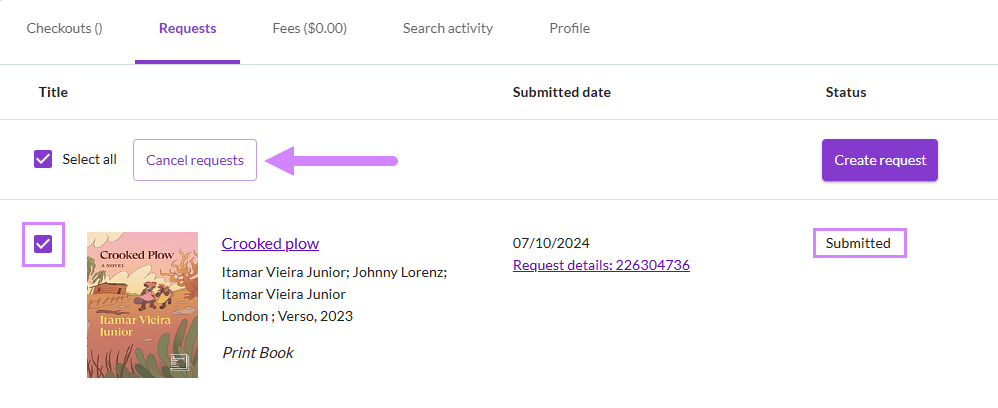 Checkouts () Requests Fees ($0.00) Search activity Profile
Title Submitted date Status
Select all Cancel requests Create request
Crooked plow 07/10/2024 Submitted
Request details: 226304736
Itamar Vieira Junior; Johnny Lorenz;
Itamar Vieira Junior
London ; Verso, 2023
Print Book
Crooked Plow
A NOVEL
Itamar Vieira
Junior